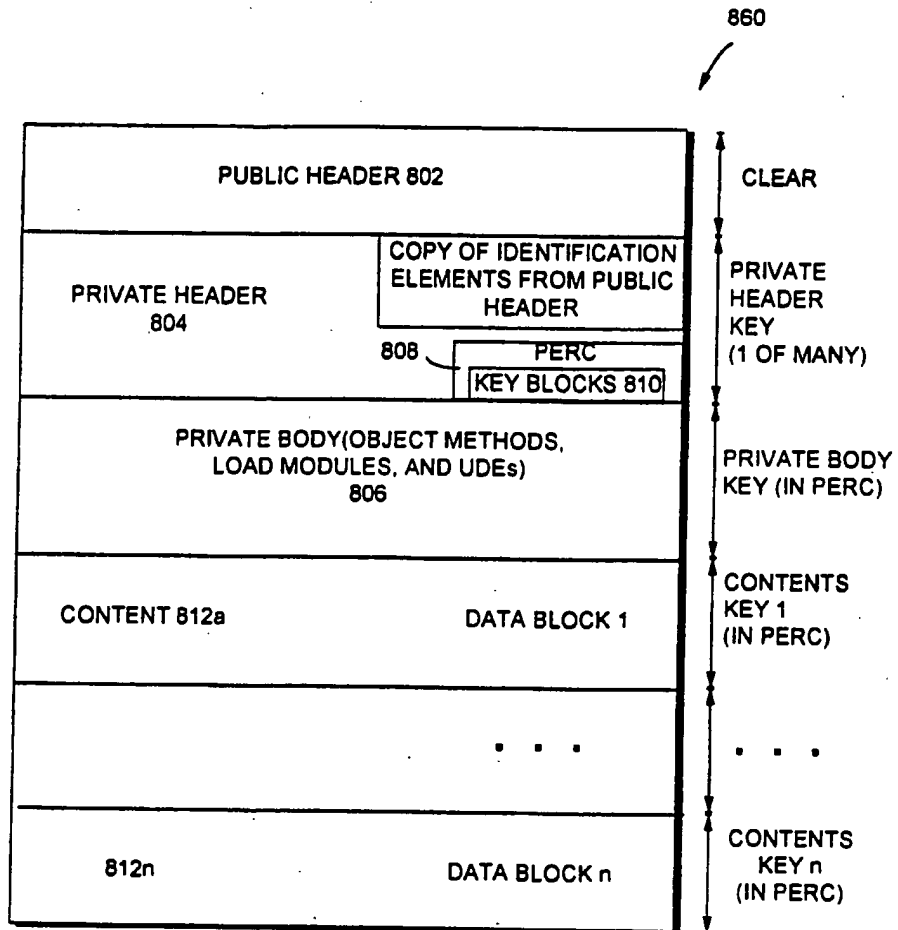 860
PUBLIC HEADER 802
CLEAR
COPY OF IDENTIFICATION
ELEMENTS FROM PUBLIC
HEADER
PRIVATE HEADER
804
PRIVATE
HEADER
KEY
(1 OF MANY)
808
PERC
KEY BLOCKS 810
PRIVATE BODY(OBJECT METHODS,
LOAD MODULES, AND UDEs)
806
PRIVATE BODY
KEY (IN PERC)
CONTENT 812a
DATA BLOCK 1
CONTENTS
KEY 1
(IN PERC)
. . .
. . .
812n
DATA BLOCK n
CONTENTS
KEY n
(IN PERC)